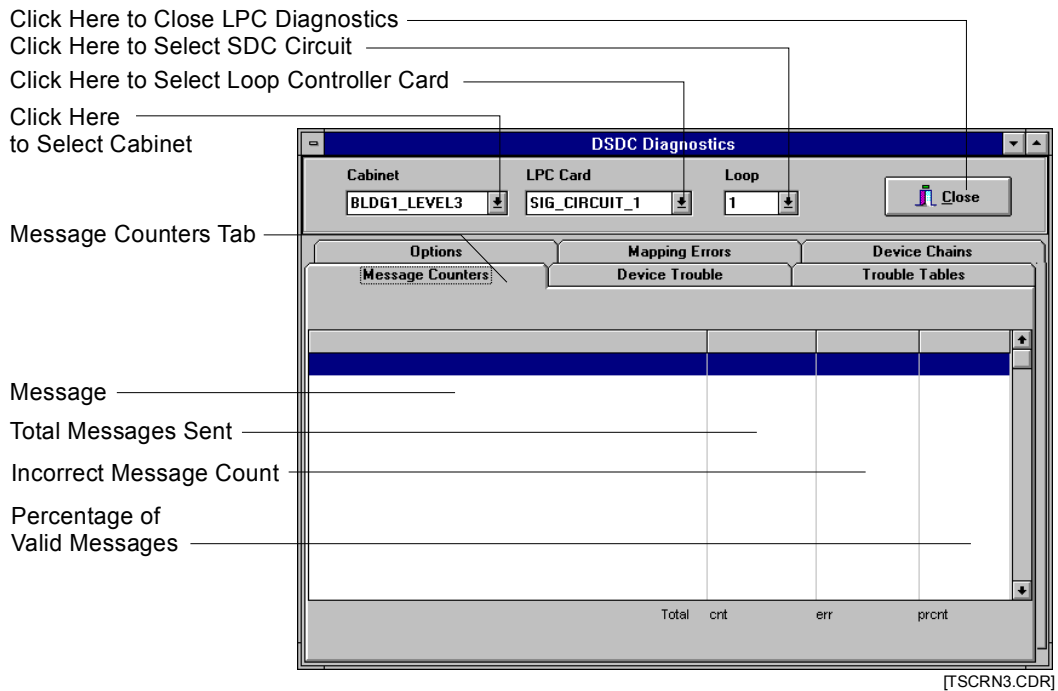 Click Here to Close LPC Diagnostics
Click Here to Select SDC Circuit
Click Here to Select Loop Controller Card
Click Here
to Select Cabinet
DSDC Diagnostics
Cabinet LPC Card Loop
BLDG1_LEVEL3 SIG_CIRCUIT_1 1 Close
Message Counters Tab
Options Mapping Errors Device Chains
Message Counters Device Trouble Trouble Tables
Message
Total Messages Sent
Incorrect Message Count
Percentage of
Valid Messages
Total cnt err prcnt
[TSCRN3.CDR]